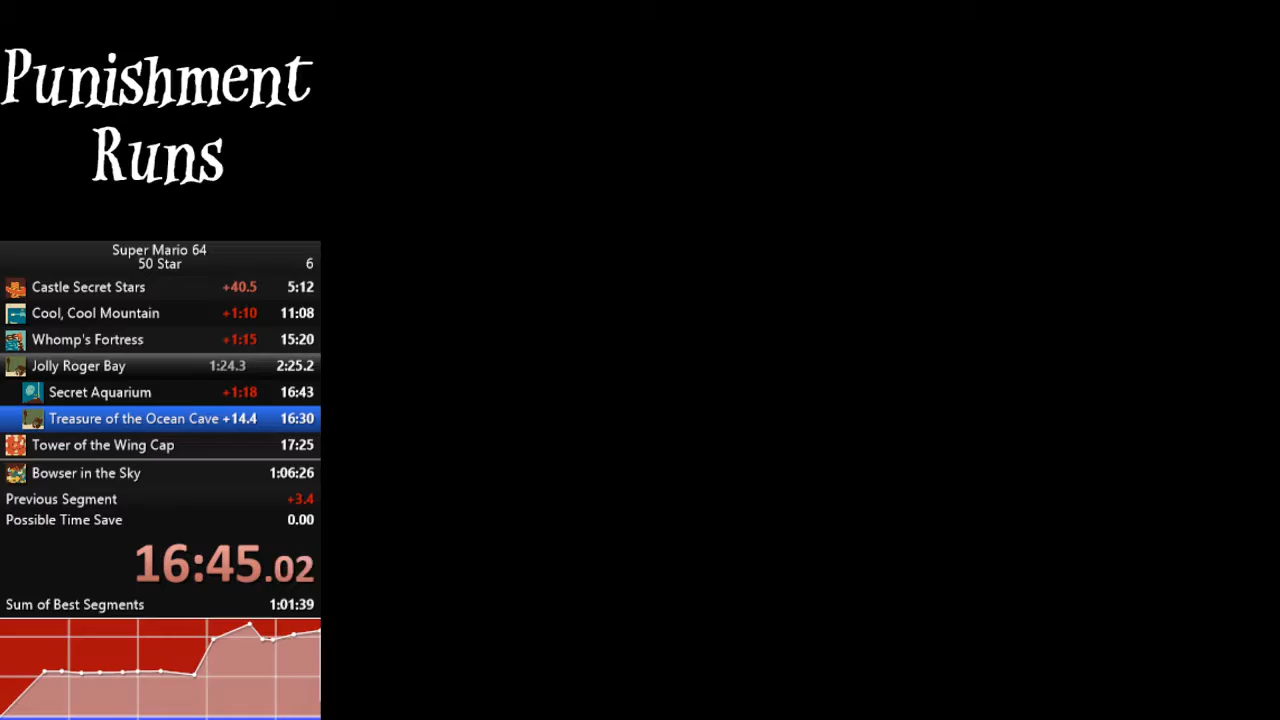 Punishment
Runs
Super Mario 64
50 Star 6
Castle Secret Stars +40.5 5:12
Cool, Cool Mountain +1:10 11:08
Whomp's Fortress +1:15 15:20
Jolly Roger Bay 1:24.3 2:25.2
Secret Aquarium +1:18 16:43
Treasure of the Ocean Cave +14.4 16:30
Tower of the Wing Cap 17:25
Bowser in the Sky 1:06:26
Previous Segment +3.4
Possible Time Save 0.00
16:45.02
Sum of Best Segments 1:01:39